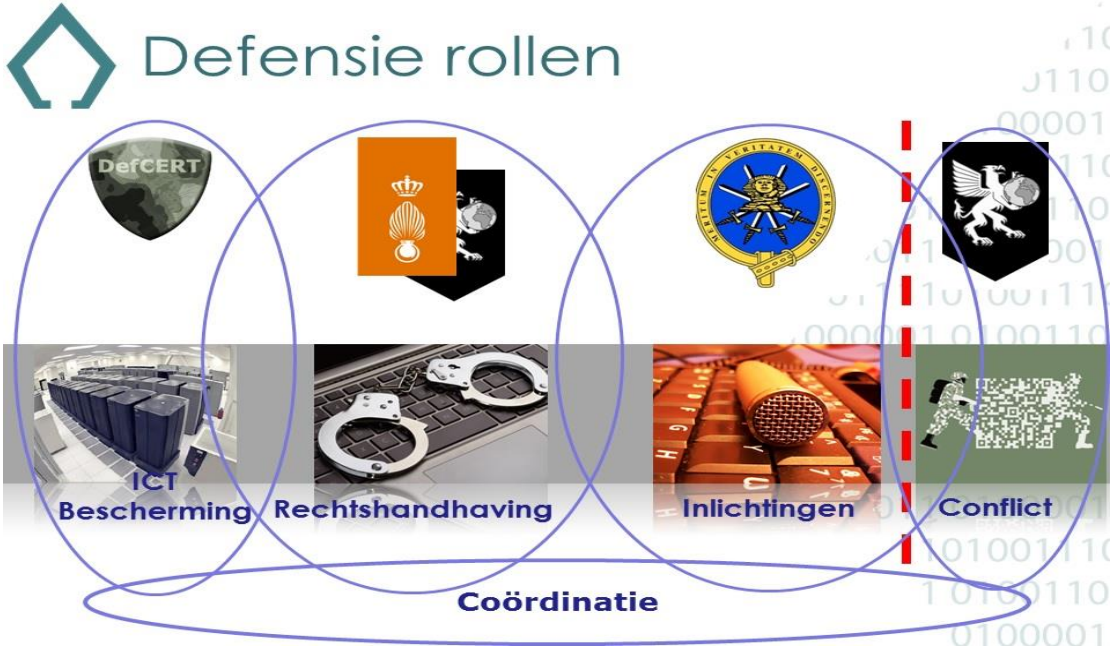 Defensie rollen
DefCERT
MERITUM IN VERITATEM DISCERNENDO
ICT
Bescherming
Rechtshandhaving
Inlichtingen
Conflict
Coördinatie